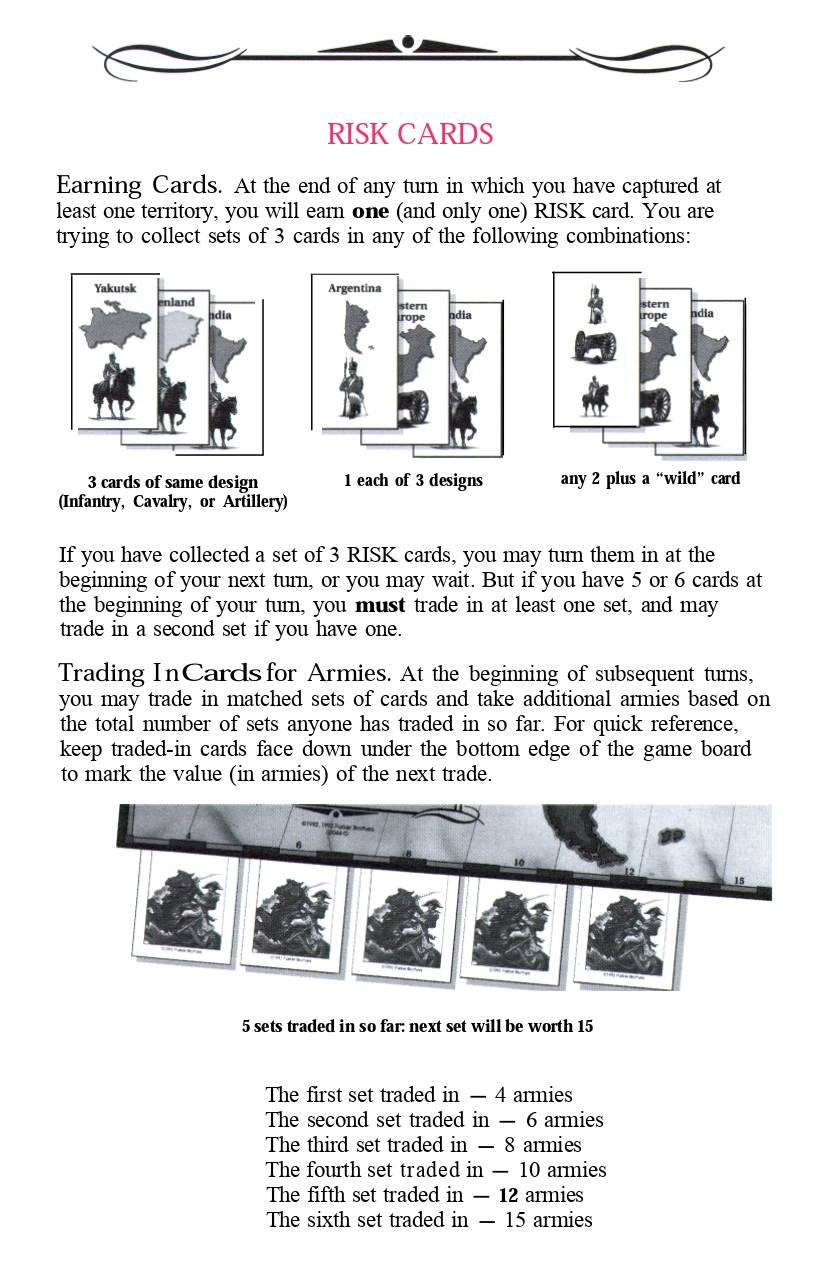 RISK CARDS
Earning Cards. At the end of any turn in which you have captured at
least one territory, you will earn one (and only one) RISK card. You are
trying to collect sets of 3 cards in any of the following combinations:
Yakutsk
enland
ndia
Argentina
stern
rope
ndia
stern
rope
ndia
3 cards of same design
(Infantry, Cavalry, or Artillery)
1 each of 3 designs
any 2 plus a “wild” card
If you have collected a set of 3 RISK cards, you may turn them in at the
beginning of your next turn, or you may wait. But if you have 5 or 6 cards at
the beginning of your turn, you must trade in at least one set, and may
trade in a second set if you have one.
Trading In Cards for Armies. At the beginning of subsequent turns,
you may trade in matched sets of cards and take additional armies based on
the total number of sets anyone has traded in so far. For quick reference,
keep traded-in cards face down under the bottom edge of the game board
to mark the value (in armies) of the next trade.
4
6
8
10
12
15
5 sets traded in so far: next set will be worth 15
The first set traded in — 4 armies
The second set traded in — 6 armies
The third set traded in — 8 armies
The fourth set traded in — 10 armies
The fifth set traded in — 12 armies
The sixth set traded in — 15 armies